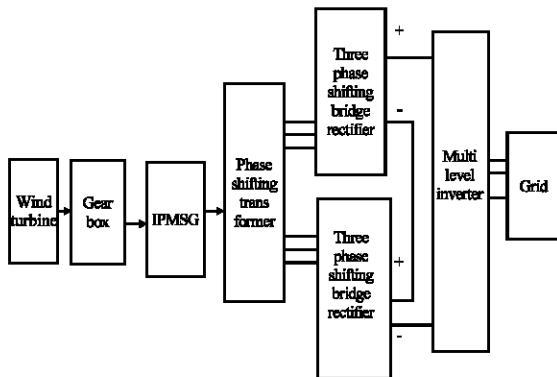 Wind
turbine
Gear
box
IPMSG
Phase
shifting
trans
former
Three
phase
shifting
bridge
rectifier
+
-
Three
phase
shifting
bridge
rectifier
+
-
Multi
level
inverter
Grid